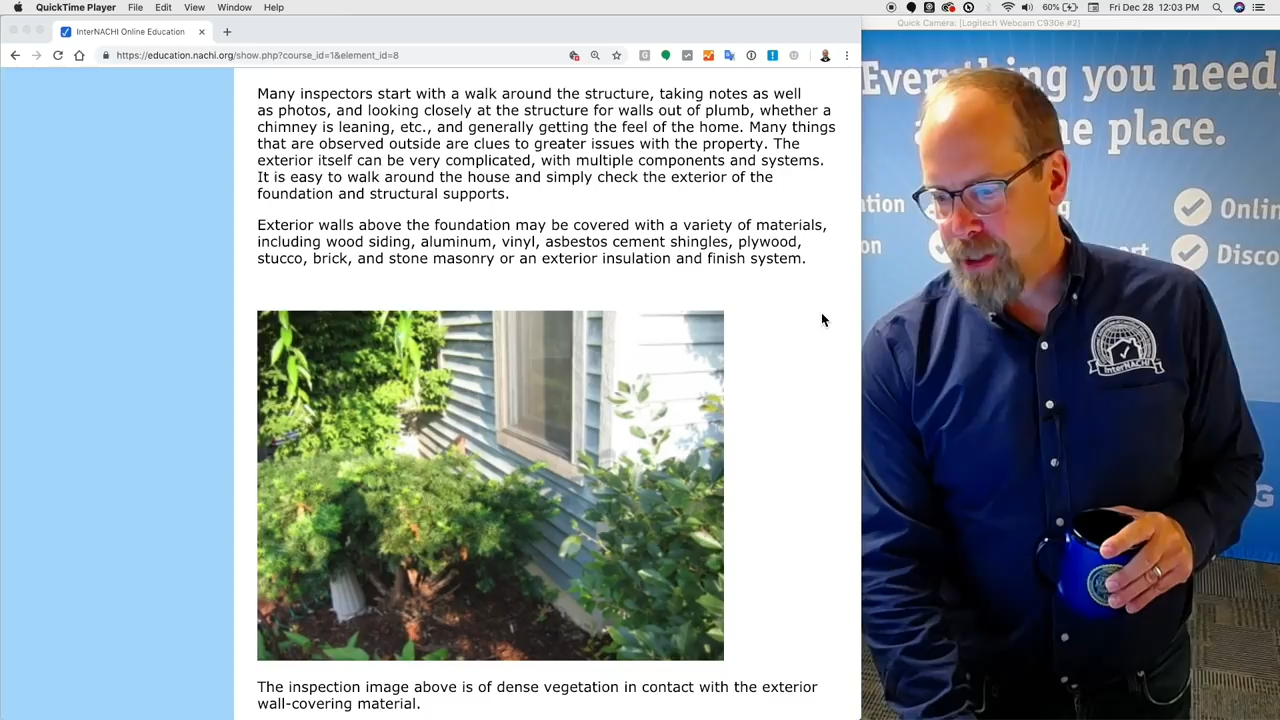 QuickTime Player File Edit View Window Help
60% Fri Dec 28 12:03 PM
Quick Camera: [Logitech Webcam C930e #2]
InterNACHI Online Education
https://education.nachi.org/show.php?course_id=1&element_id=8
Many inspectors start with a walk around the structure, taking notes as well
as photos, and looking closely at the structure for walls out of plumb, whether a
chimney is leaning, etc., and generally getting the feel of the home. Many things
that are observed outside are clues to greater issues with the property. The
exterior itself can be very complicated, with multiple components and systems.
It is easy to walk around the house and simply check the exterior of the
foundation and structural supports.
Exterior walls above the foundation may be covered with a variety of materials,
including wood siding, aluminum, vinyl, asbestos cement shingles, plywood,
stucco, brick, and stone masonry or an exterior insulation and finish system.
The inspection image above is of dense vegetation in contact with the exterior
wall-covering material.
Everything you need,
place.
Onlin
Disco
InterNACHI